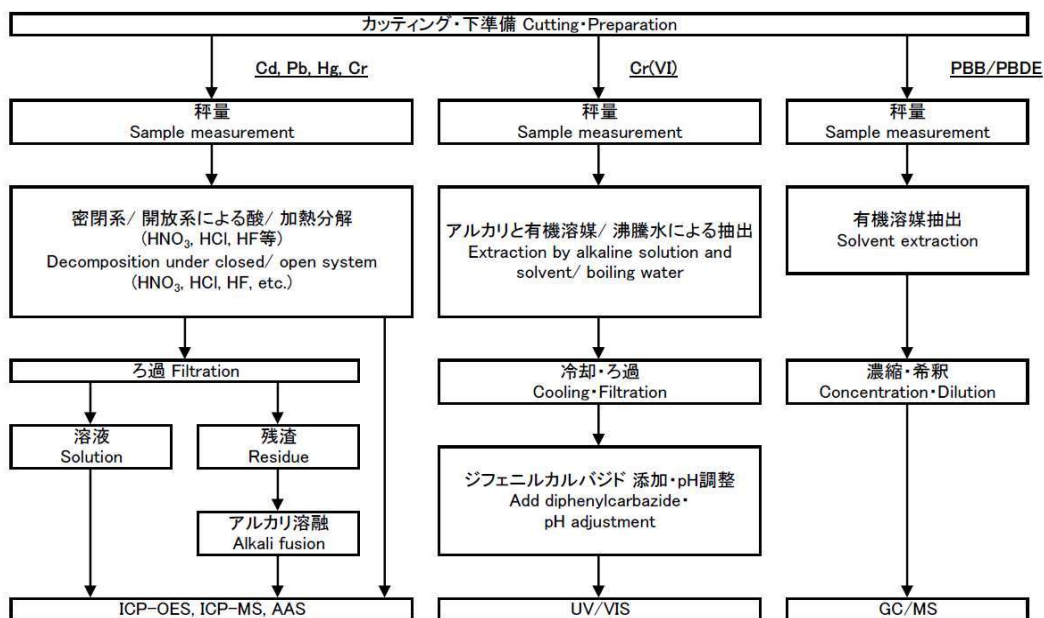 カッティング・下準備 Cutting・Preparation
Cd, Pb, Hg, Cr
Cr(VI)
PBB/PBDE
秤量
Sample measurement
秤量
Sample measurement
秤量
Sample measurement
密閉系/ 開放系による酸/ 加熱分解
(HNO₃, HCl, HF等)
Decomposition under closed/ open system
(HNO₃, HCl, HF, etc.)
アルカリと有機溶媒/ 沸騰水による抽出
Extraction by alkaline solution and
solvent/ boiling water
有機溶媒抽出
Solvent extraction
ろ過 Filtration
冷却・ろ過
Cooling・Filtration
濃縮・希釈
Concentration・Dilution
溶液
Solution
残渣
Residue
ジフェニルカルバジド 添加・pH調整
Add diphenylcarbazide・
pH adjustment
アルカリ溶融
Alkali fusion
ICP-OES, ICP-MS, AAS
UV/VIS
GC/MS